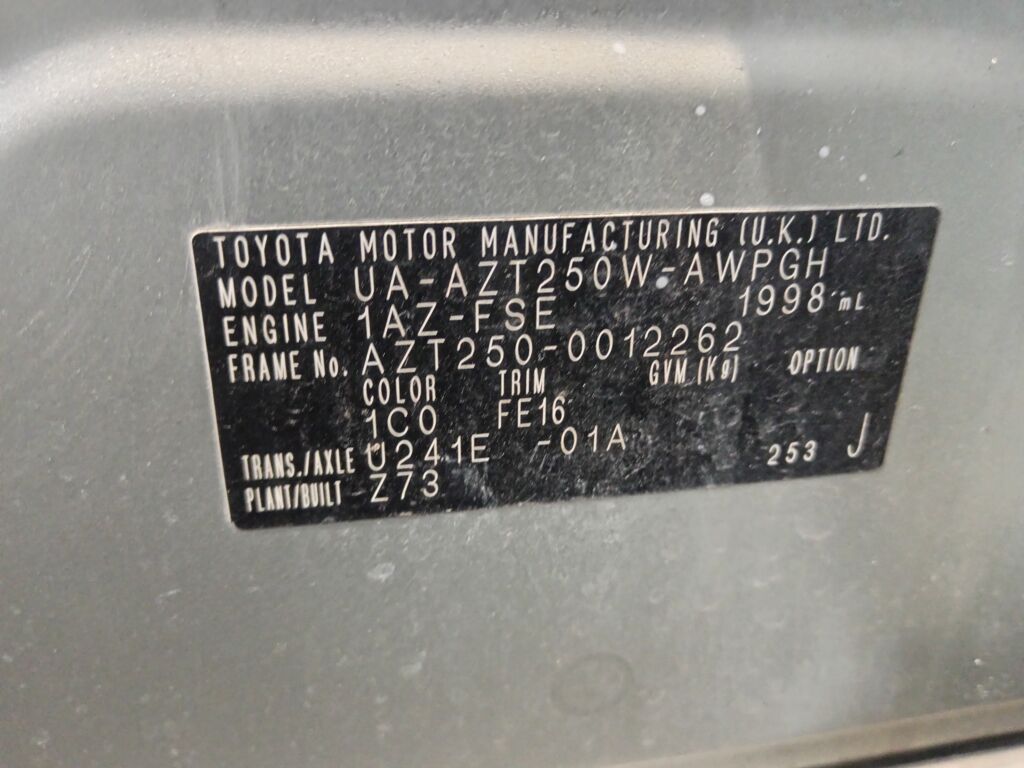 TOYOTA MOTOR MANUFACTURING (U.K.) LTD.
MODEL UA-AZT250W-AWPGH
ENGINE 1AZ-FSE 1998 mL
FRAME No. AZT250-0012262
COLOR TRIM GVM (Kg) OPTION
1C0 FE16
TRANS./AXLE U241E -01A
PLANT/BUILT Z73 253 J